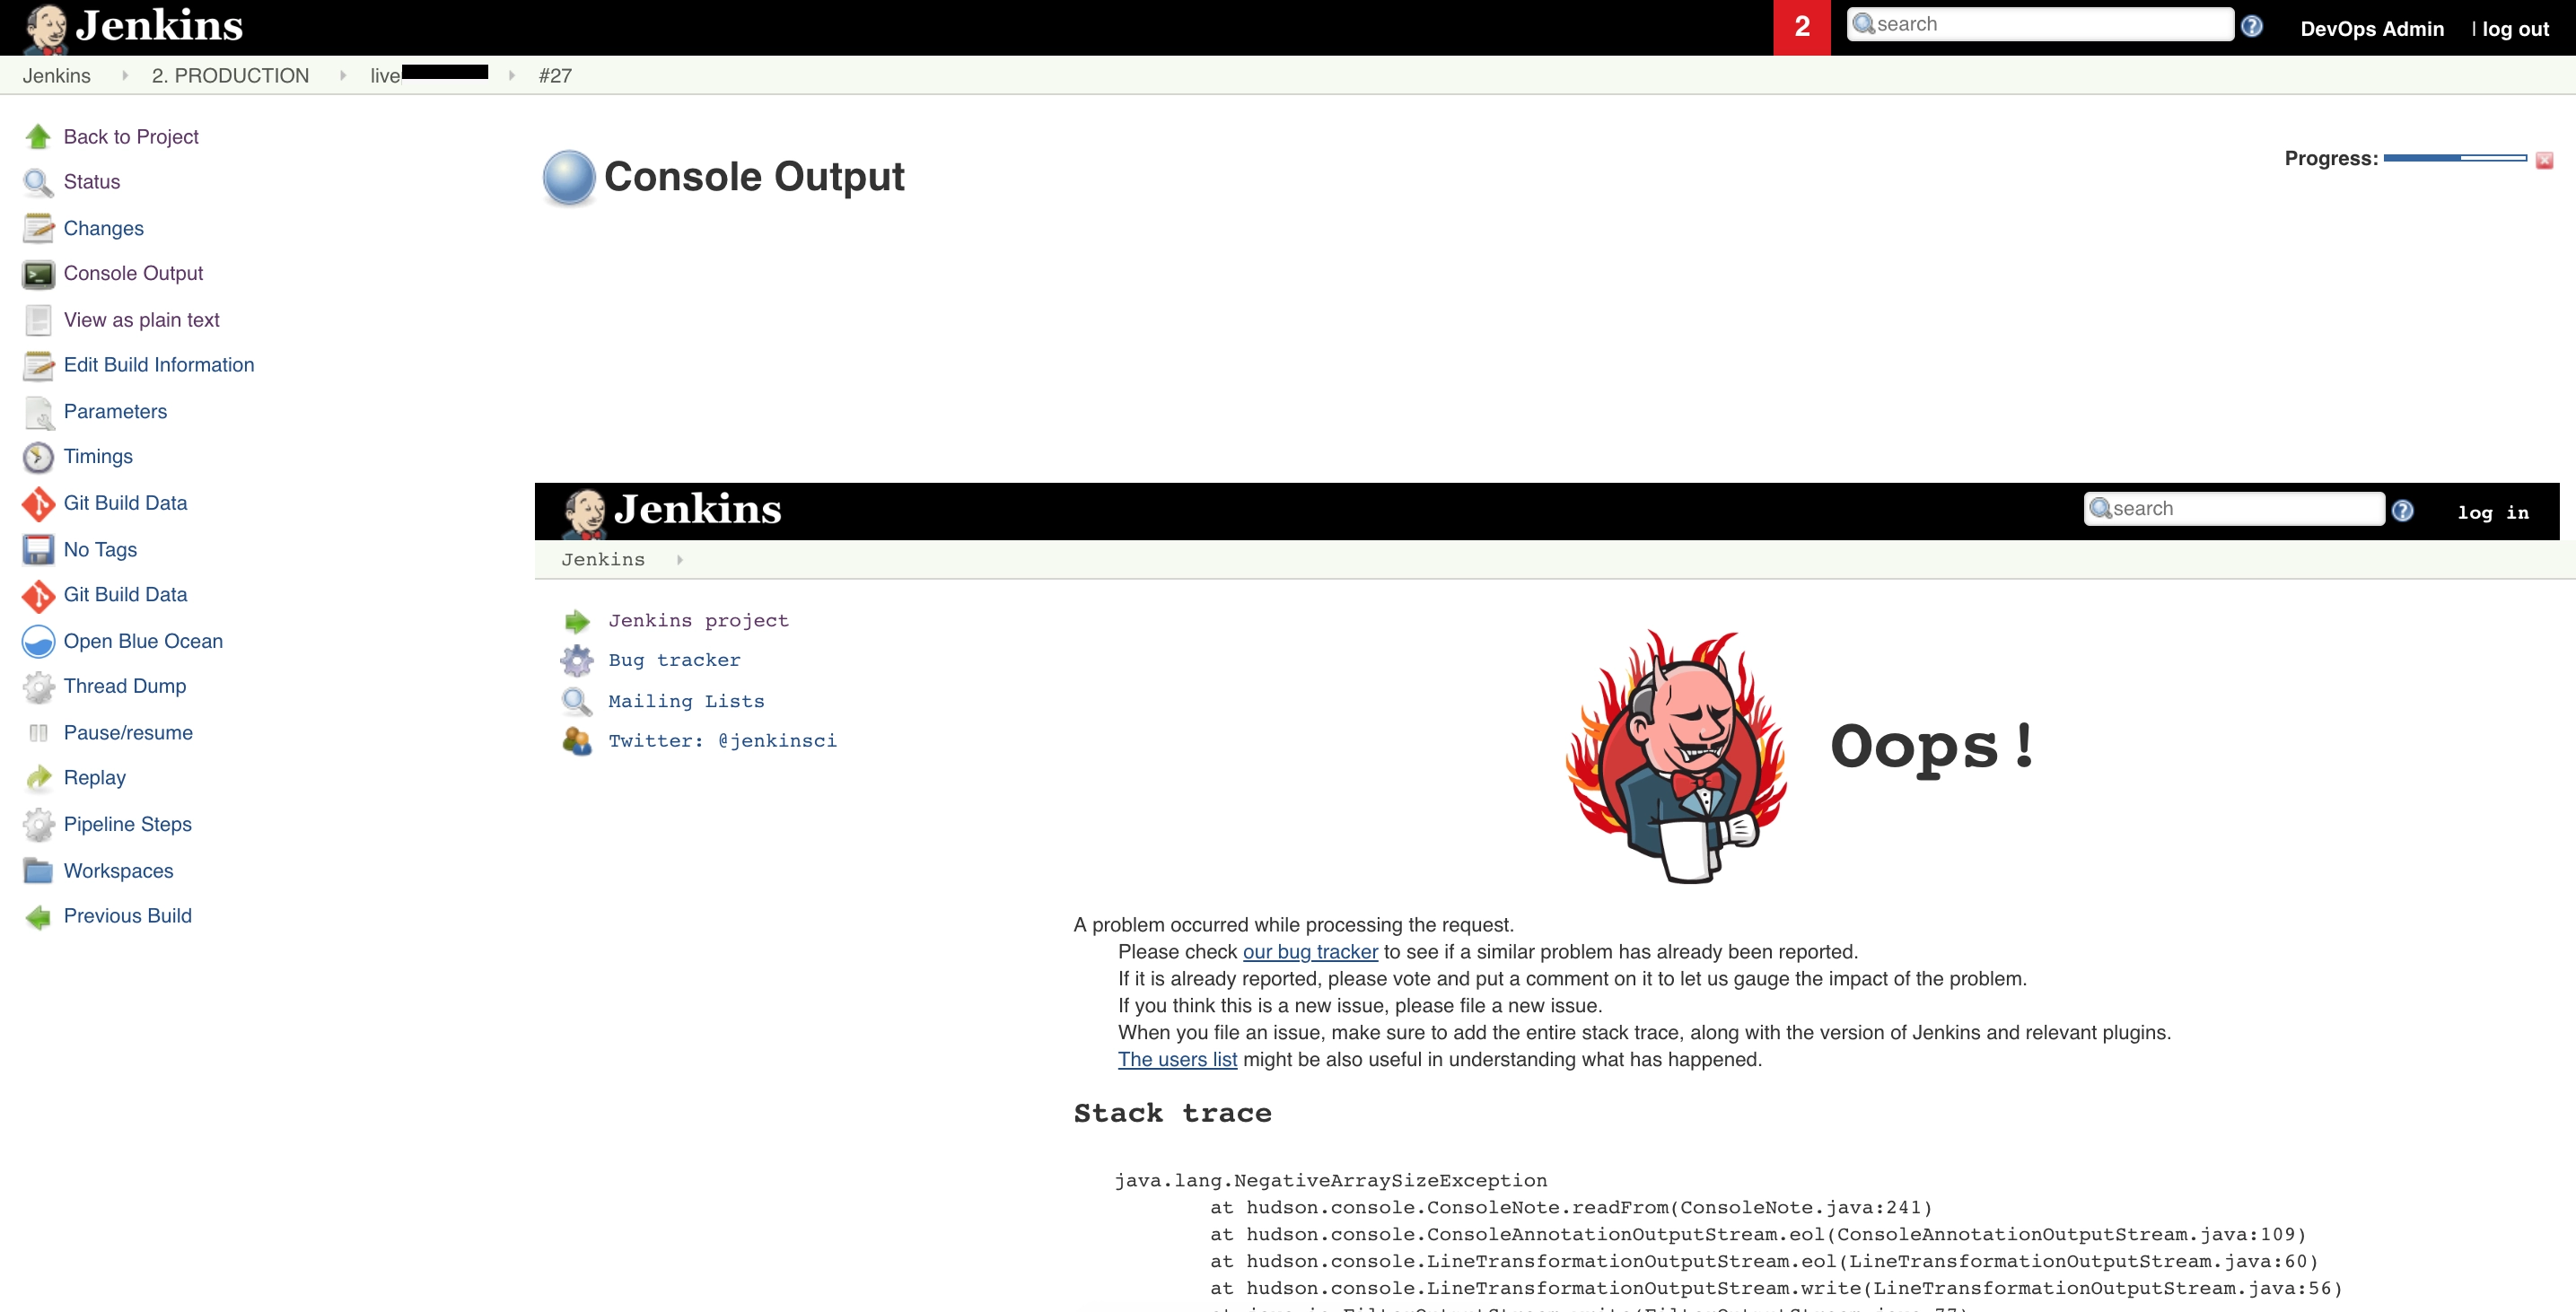 Jenkins
2
search
DevOps Admin | log out
Jenkins 2. PRODUCTION live #27
Back to Project
Status
Changes
Console Output
View as plain text
Edit Build Information
Parameters
Timings
Git Build Data
No Tags
Git Build Data
Open Blue Ocean
Thread Dump
Pause/resume
Replay
Pipeline Steps
Workspaces
Previous Build
Console Output
Progress:
Jenkins
search
log in
Jenkins
Jenkins project
Bug tracker
Mailing Lists
Twitter: @jenkinsci
Oops!
A problem occurred while processing the request.
Please check our bug tracker to see if a similar problem has already been reported.
If it is already reported, please vote and put a comment on it to let us gauge the impact of the problem.
If you think this is a new issue, please file a new issue.
When you file an issue, make sure to add the entire stack trace, along with the version of Jenkins and relevant plugins.
The users list might be also useful in understanding what has happened.
Stack trace
java.lang.NegativeArraySizeException
at hudson.console.ConsoleNote.readFrom(ConsoleNote.java:241)
at hudson.console.ConsoleAnnotationOutputStream.eol(ConsoleAnnotationOutputStream.java:109)
at hudson.console.LineTransformationOutputStream.eol(LineTransformationOutputStream.java:60)
at hudson.console.LineTransformationOutputStream.write(LineTransformationOutputStream.java:56)